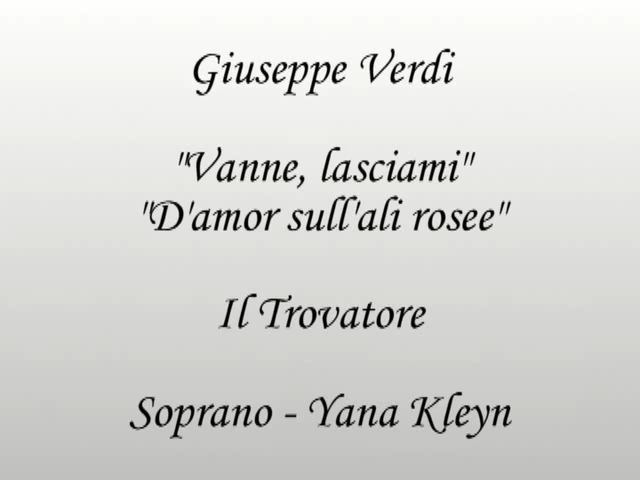 Giuseppe Verdi
"Vanne, lasciami"
"D'amor sull'ali rosee"
Il Trovatore
Soprano - Yana Kleyn